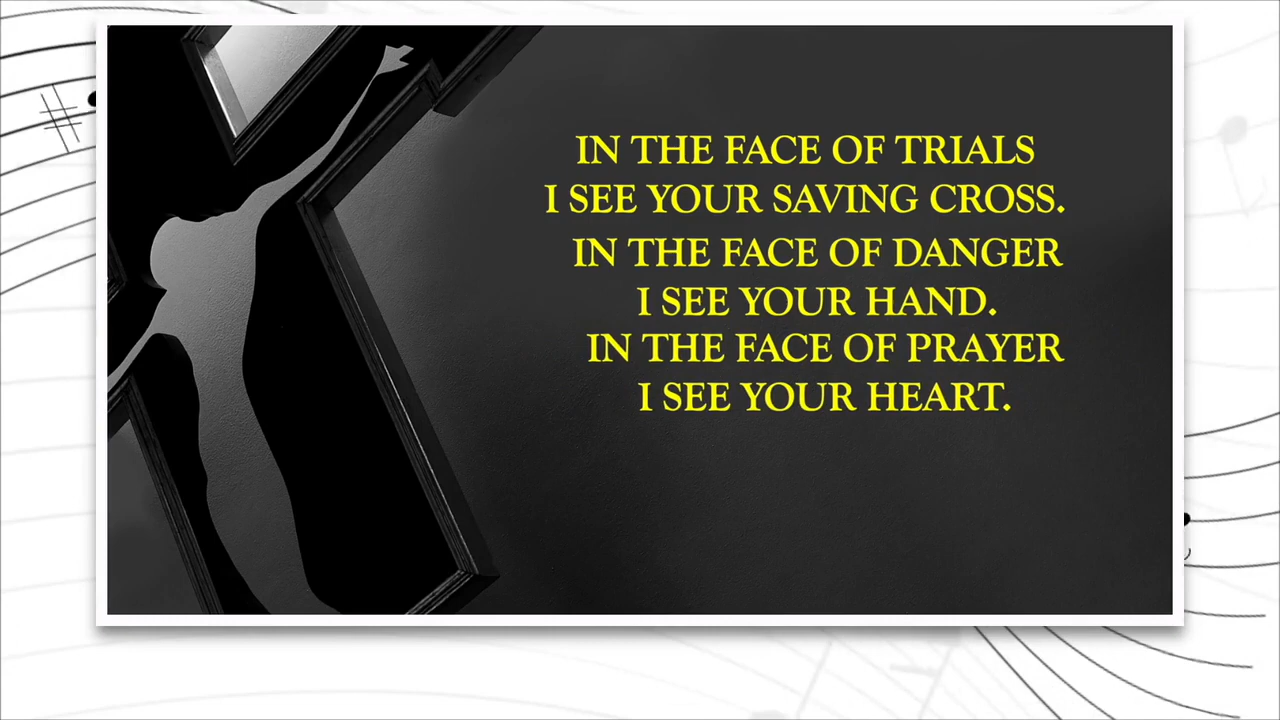 IN THE FACE OF TRIALS
I SEE YOUR SAVING CROSS.
IN THE FACE OF DANGER
I SEE YOUR HAND.
IN THE FACE OF PRAYER
I SEE YOUR HEART.